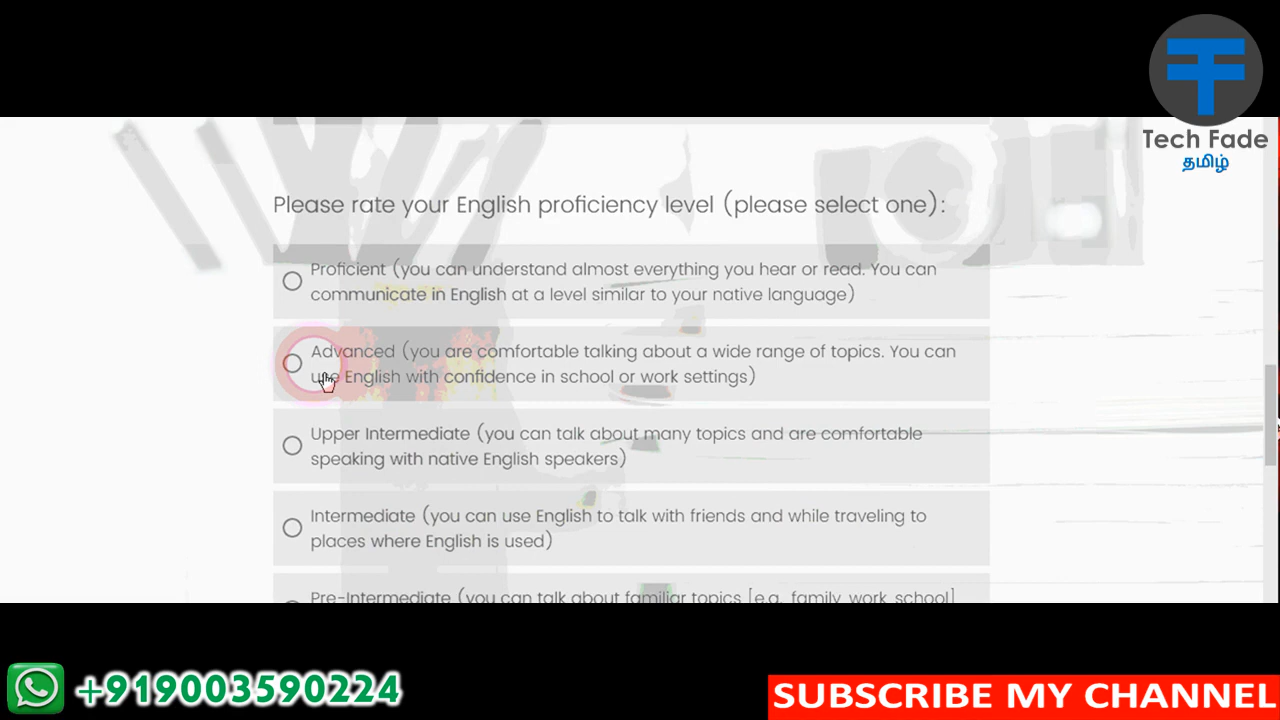 Tech Fade
தமிழ்
Please rate your English proficiency level (please select one):
Proficient (you can understand almost everything you hear or read. You can
communicate in English at a level similar to your native language)
Advanced (you are comfortable talking about a wide range of topics. You can
use English with confidence in school or work settings)
Upper Intermediate (you can talk about many topics and are comfortable
speaking with native English speakers)
Intermediate (you can use English to talk with friends and while traveling to
places where English is used)
Pre-Intermediate (you can talk about familiar topics [e.g., family, work, school]
+919003590224
SUBSCRIBE MY CHANNEL